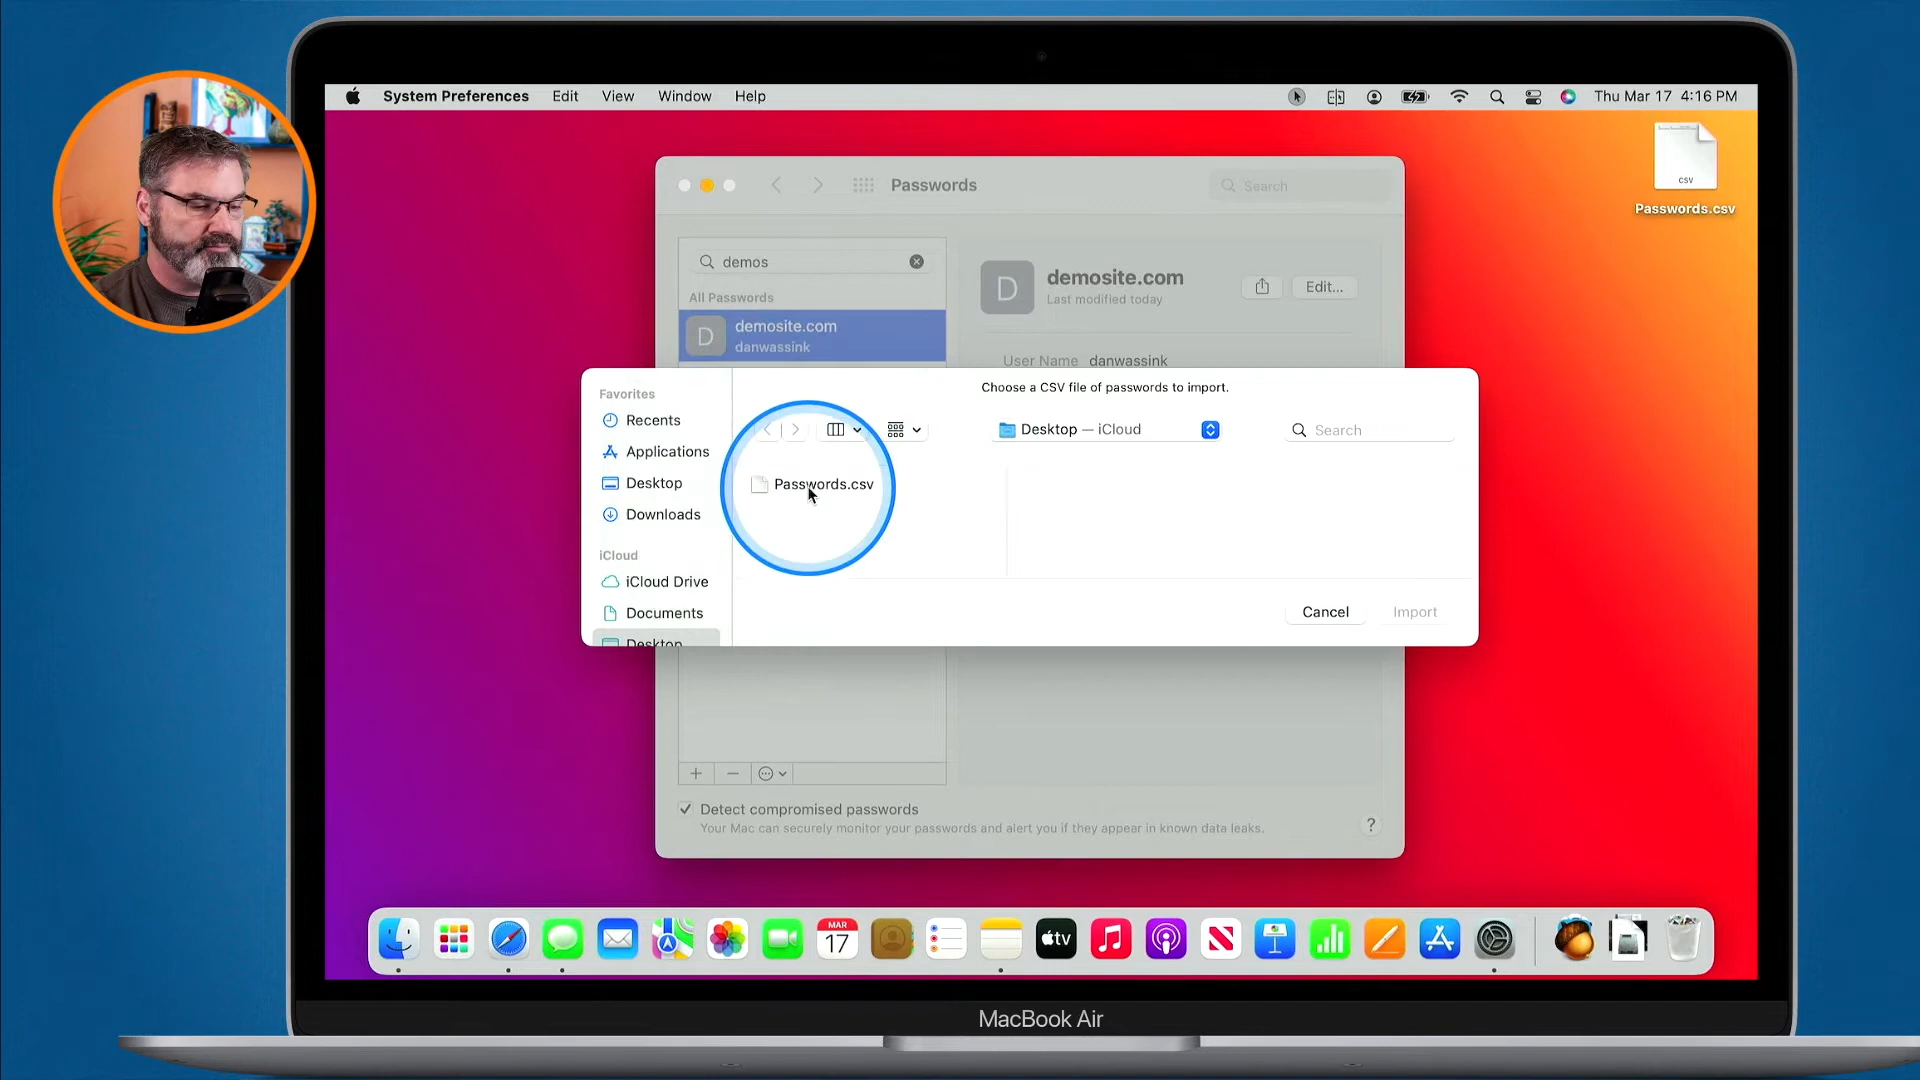 System Preferences Edit View Window Help Thu Mar 17 4:16 PM
CSV
Passwords.csv
Passwords Search
demos
All Passwords
D demosite.com
danwassink
D demosite.com
Last modified today
Edit...
User Name danwassink
Choose a CSV file of passwords to import.
Favorites
Recents
Applications
Desktop
Downloads
iCloud
iCloud Drive
Documents
Desktop
Desktop — iCloud
Search
Passwords.csv
Cancel Import
Detect compromised passwords
Your Mac can securely monitor your passwords and alert you if they appear in known data leaks.
?
MAR
17
tv
MacBook Air